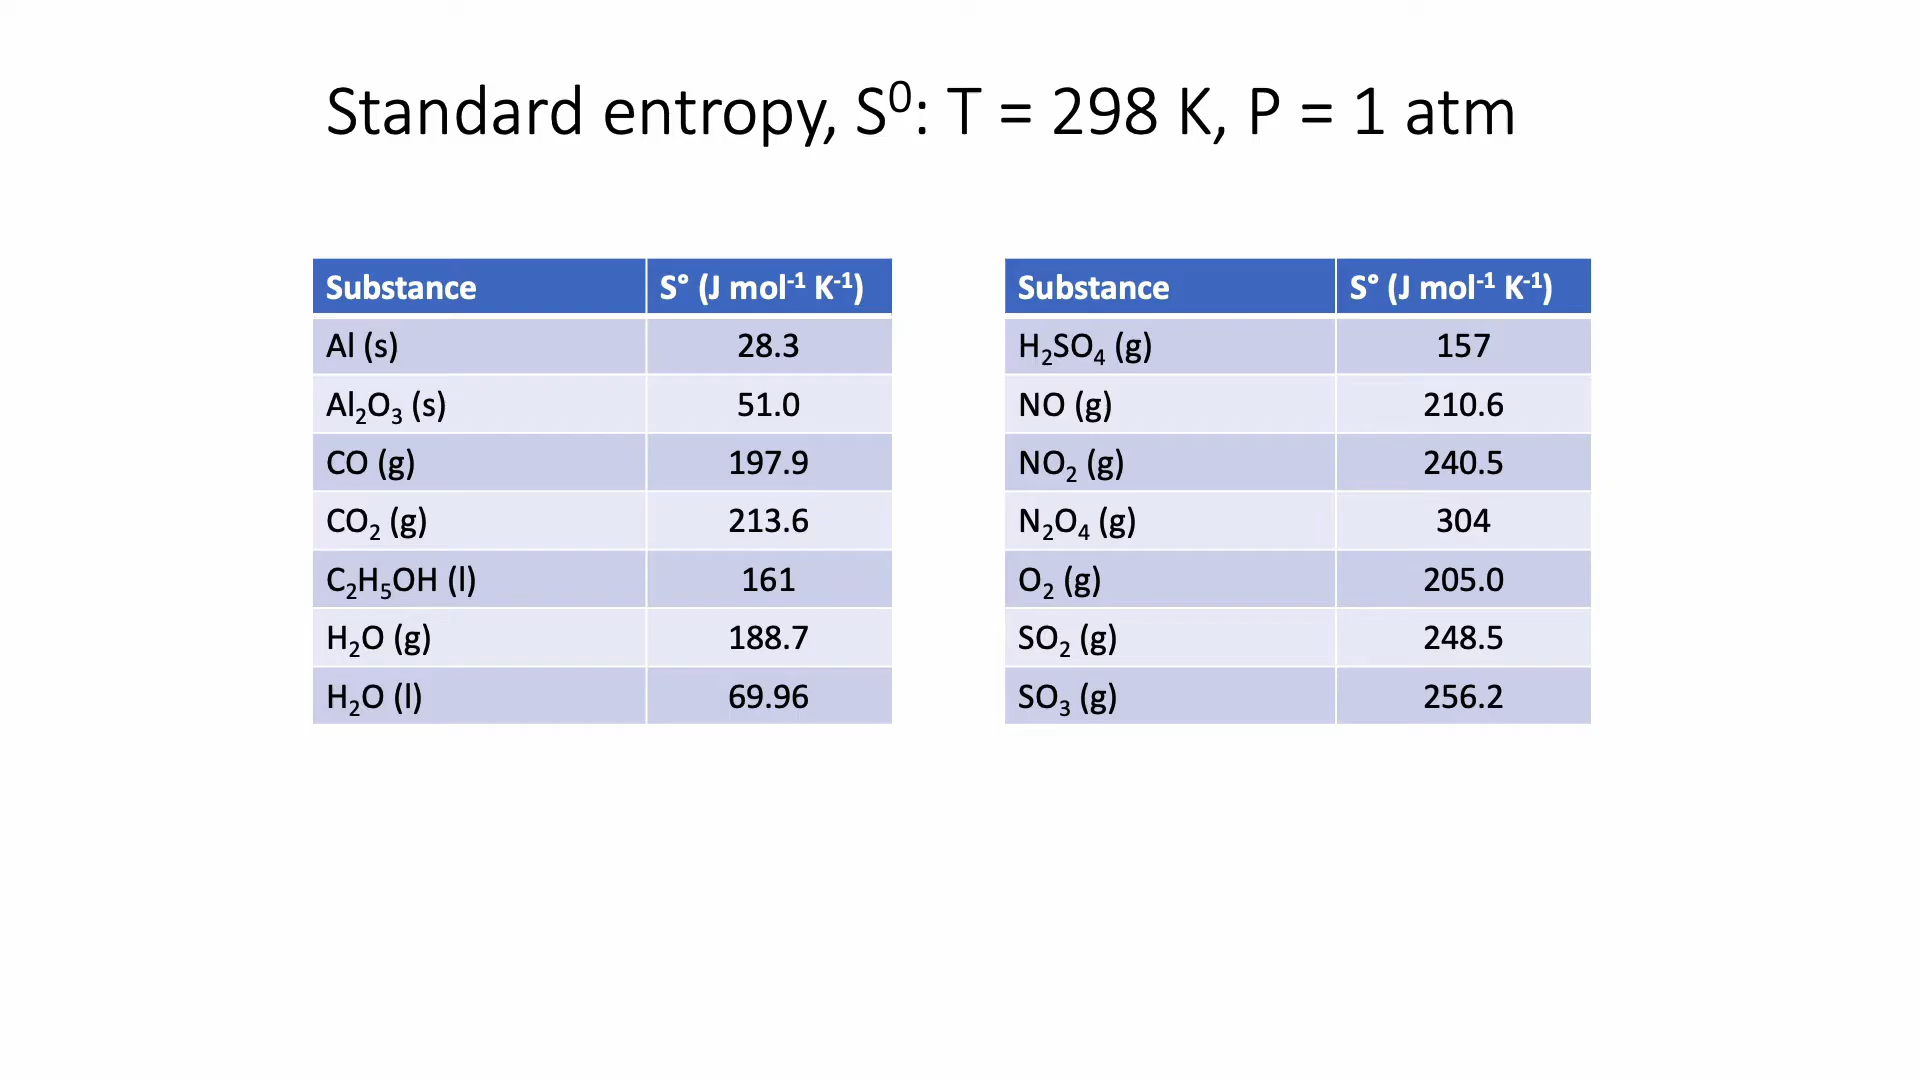 Standard entropy, S⁰: T = 298 K, P = 1 atm
Substance S° (J mol⁻¹ K⁻¹)
Al (s) 28.3
Al₂O₃ (s) 51.0
CO (g) 197.9
CO₂ (g) 213.6
C₂H₅OH (l) 161
H₂O (g) 188.7
H₂O (l) 69.96
Substance S° (J mol⁻¹ K⁻¹)
H₂SO₄ (g) 157
NO (g) 210.6
NO₂ (g) 240.5
N₂O₄ (g) 304
O₂ (g) 205.0
SO₂ (g) 248.5
SO₃ (g) 256.2